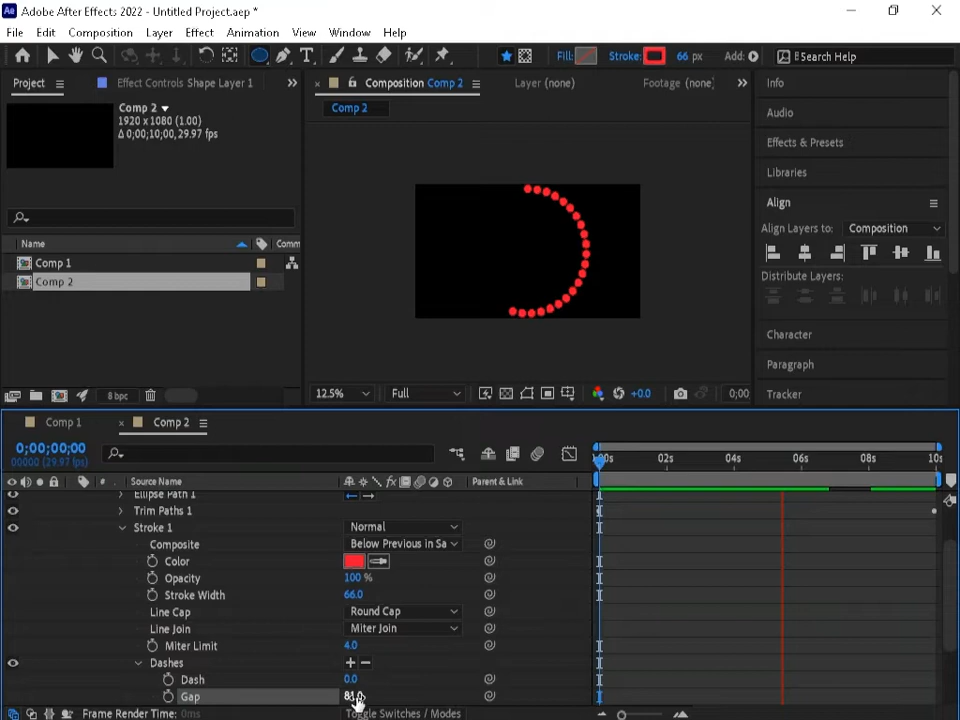 Ae Adobe After Effects 2022 - Untitled Project.aep *
File Edit Composition Layer Effect Animation View Window Help
Fill: Stroke: 66 px Add: Search Help
Project Effect Controls Shape Layer 1 Composition Comp 2 Layer (none) Footage (none) Info
Comp 2
1920 x 1080 (1.00)
Δ 0;00;10;00, 29.97 fps
Comp 2
Audio
Effects & Presets
Libraries
Align
Align Layers to: Composition
Distribute Layers:
Character
Paragraph
Tracker
Name Comm
Comp 1
Comp 2
8 bpc
12.5% Full +0.0 0;00
Comp 1 Comp 2
0;00;00;00
00000 (29.97 fps)
:00s 02s 04s 06s 08s 10s
# Source Name fx Parent & Link
Ellipse Path 1
Trim Paths 1
Stroke 1 Normal
Composite Below Previous in Sa
Color
Opacity 100 %
Stroke Width 66.0
Line Cap Round Cap
Line Join Miter Join
Miter Limit 4.0
Dashes + −
Dash 0.0
Gap
Frame Render Time: 0ms Toggle Switches / Modes